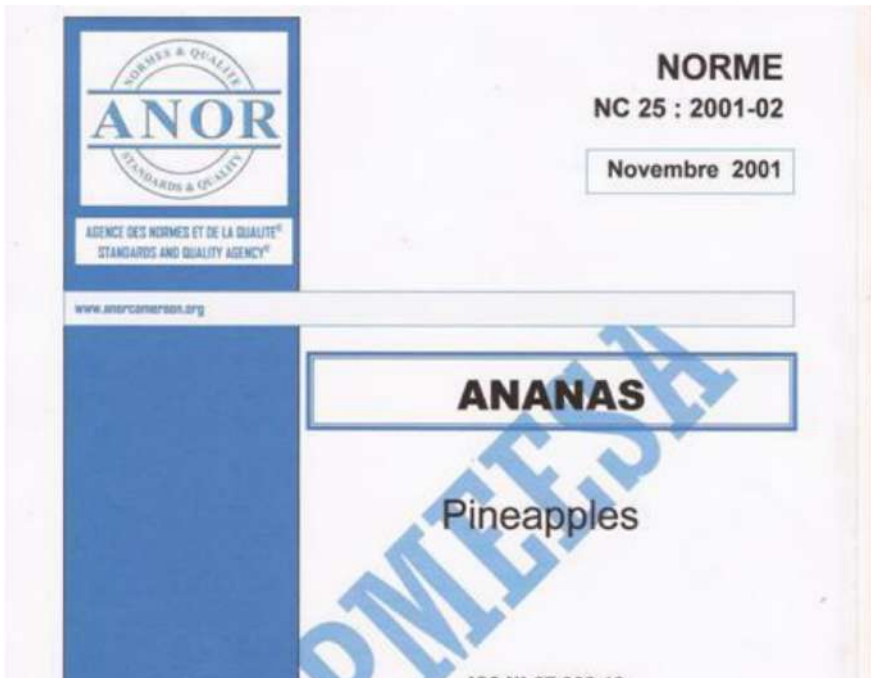 NORMES & QUALITE
ANOR
STANDARDS & QUALITY
AGENCE DES NORMES ET DE LA QUALITE©
STANDARDS AND QUALITY AGENCY©
NORME
NC 25 : 2001-02
Novembre 2001
www.anorcameroon.org
ANANAS
Pineapples
PMEESA